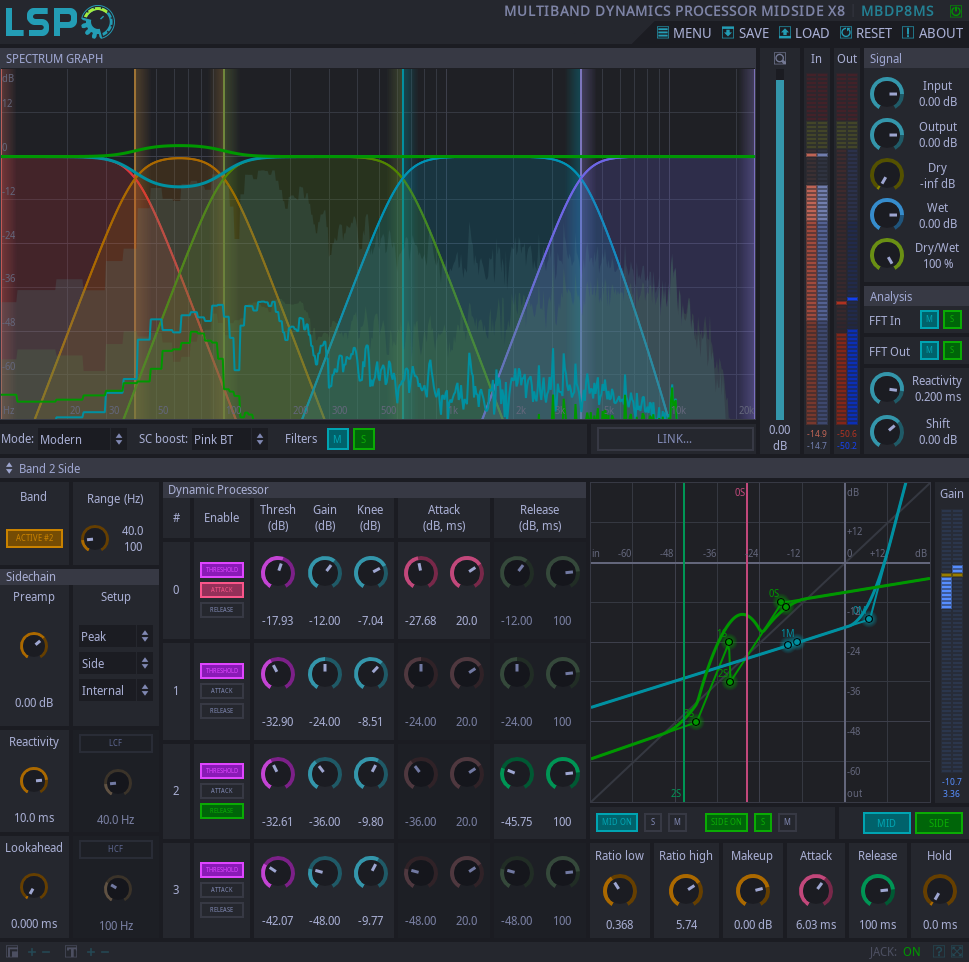 LSP
MULTIBAND DYNAMICS PROCESSOR MIDSIDE X8 MBDP8MS
MENU SAVE LOAD RESET ABOUT
SPECTRUM GRAPH
dB
12
0
-12
-24
-36
-48
-60
Hz 20 30 50 100 200 300 500 1k 2k 5k 10k 20k
0.00
dB
In Out
-14.9 -50.6
-14.7 -50.2
Signal
Input
0.00 dB
Output
0.00 dB
Dry
-inf dB
Wet
0.00 dB
Dry/Wet
100 %
Analysis
FFT In M S
FFT Out M S
Reactivity
0.200 ms
Shift
0.00 dB
Mode: Modern SC boost: Pink BT Filters M S LINK...
Band 2 Side
Band
ACTIVE #2
Range (Hz)
40.0
100
Sidechain
Preamp
0.00 dB
Setup
Peak
Side
Internal
Reactivity
10.0 ms
LCF
40.0 Hz
Lookahead
0.000 ms
HCF
100 Hz
Dynamic Processor
# Enable Thresh (dB) Gain (dB) Knee (dB) Attack (dB, ms) Release (dB, ms)
0 THRESHOLD ATTACK RELEASE
-17.93 -12.00 -7.04 -27.68 20.0 -12.00 100
1 THRESHOLD ATTACK RELEASE
-32.90 -24.00 -8.51 -24.00 20.0 -24.00 100
2 THRESHOLD ATTACK RELEASE
-32.61 -36.00 -9.80 -36.00 20.0 -45.75 100
3 THRESHOLD ATTACK RELEASE
-42.07 -48.00 -9.77 -48.00 20.0 -48.00 100
0S dB
+12
in -60 -48 -36 -24 -12 0 +12 dB
0S
1M
2S
-24
-36
-48
-60
2S out
Gain
-10.7
3.36
MID ON S M SIDE ON S M MID SIDE
Ratio low Ratio high Makeup Attack Release Hold
0.368 5.74 0.00 dB 6.03 ms 100 ms 0.0 ms
JACK: ON